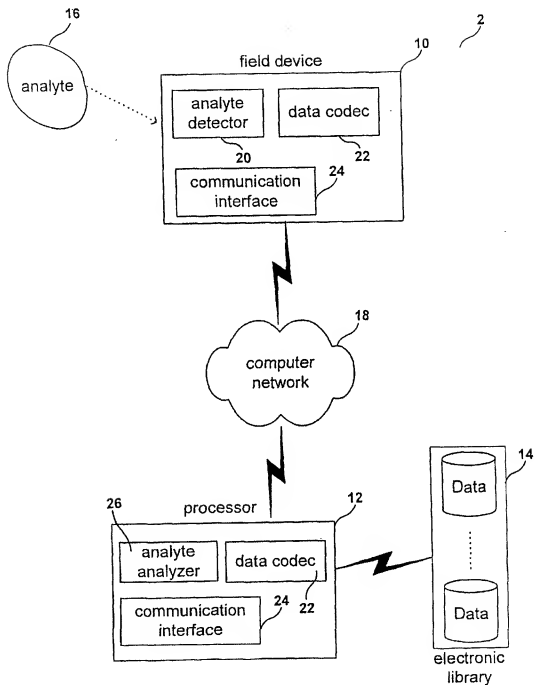 16
2
10
field device
analyte
analyte
detector
data codec
20
22
24
communication
interface
18
computer
network
14
Data
processor
12
26
analyte
analyzer
data codec
24
22
communication
interface
Data
electronic
library